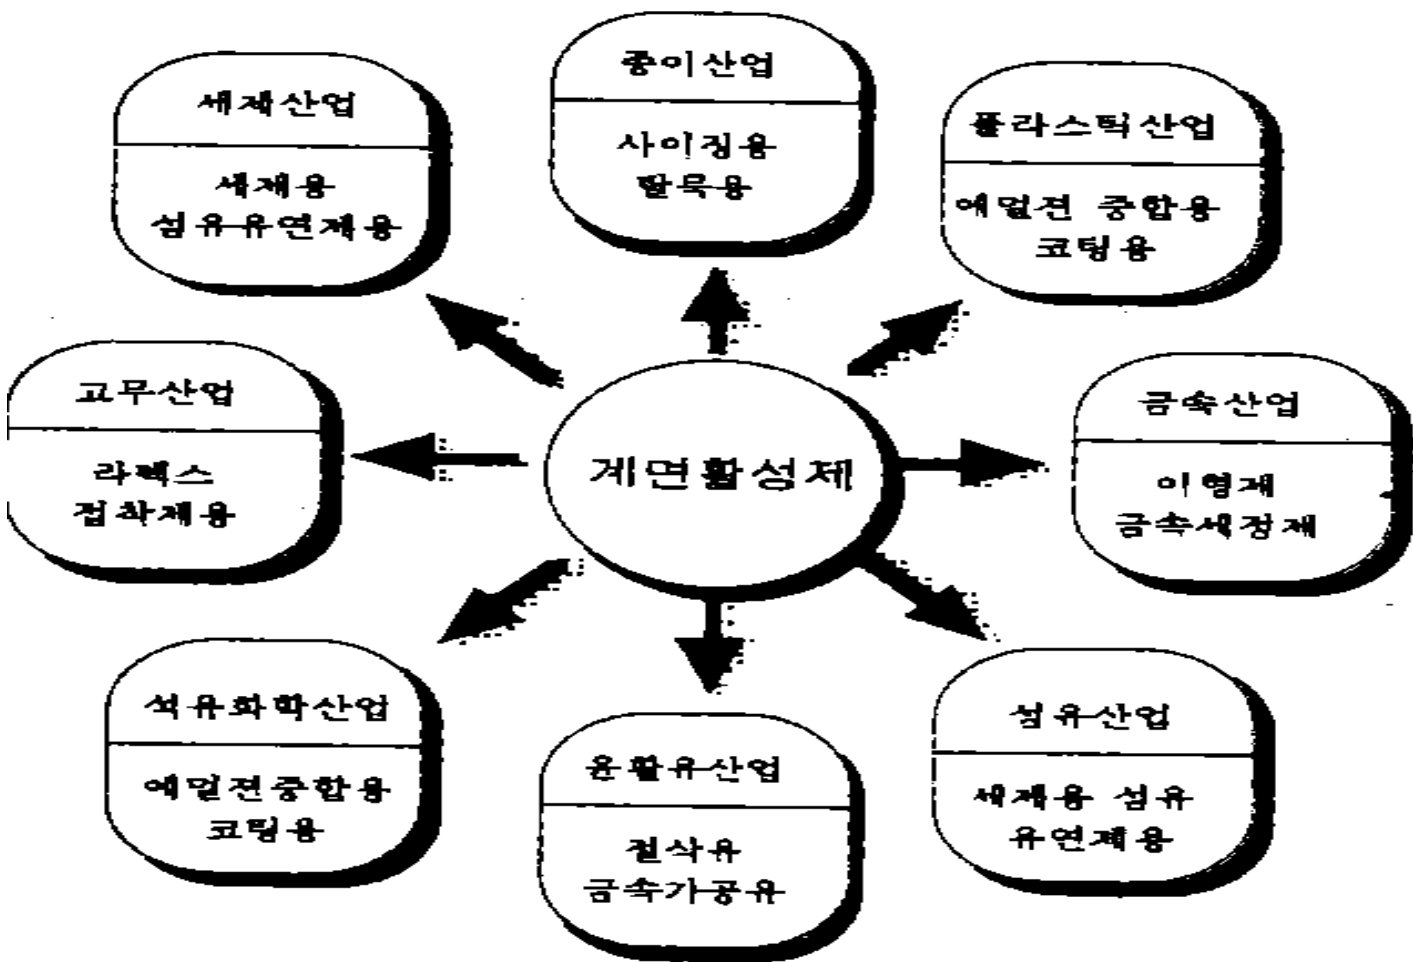 세제산업
세제용
섬유유연제용
종이산업
사이징용
탈묵용
플라스틱산업
에멀젼 중합용
코팅용
고무산업
라텍스
접착제용
계면활성제
금속산업
이형제
금속세정제
석유화학산업
에멀젼중합용
코팅용
윤활유산업
절삭유
금속가공유
섬유산업
세제용 섬유
유연제용